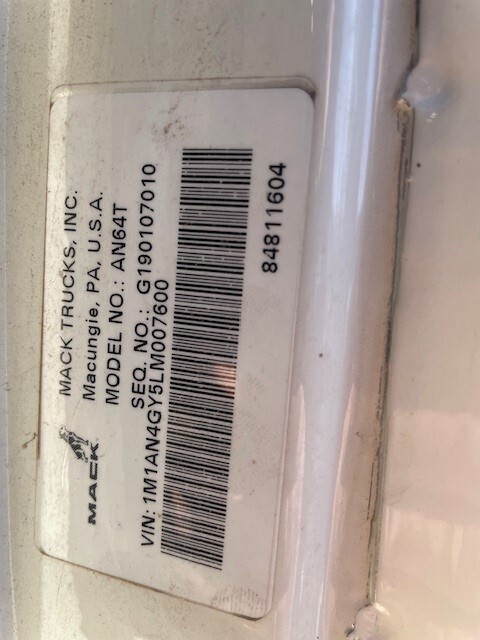 MACK
MACK TRUCKS, INC.
Macungie, PA, U.S.A.
MODEL NO.: AN64T
SEQ. NO.: G190107010
VIN: 1M1AN4GY5LM007600
84811604